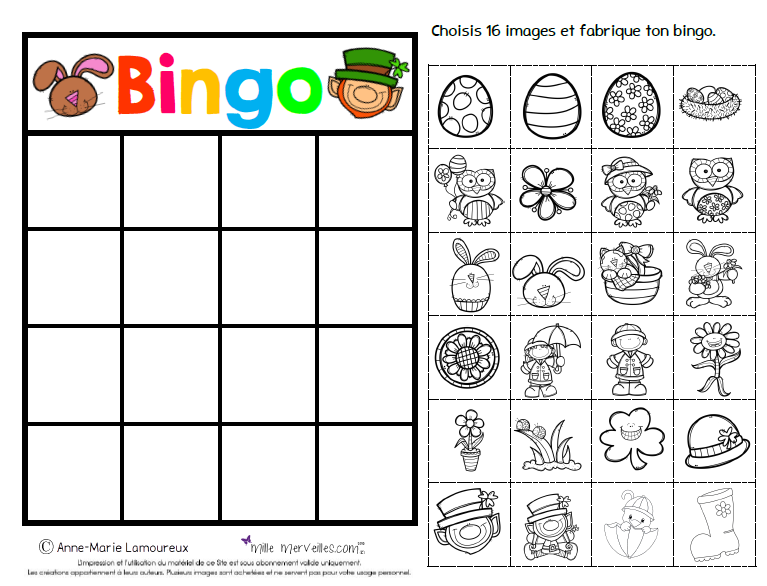 Bingo
Choisis 16 images et fabrique ton bingo.
© Anne-Marie Lamoureux
Mille Merveilles.com
L'impression et l'utilisation du matériel de ce Site est sous abonnement valide uniquement.
Les créations appartiennent à leurs auteurs. Plusieurs images sont achetées et ne servent pas pour votre usage personnel.